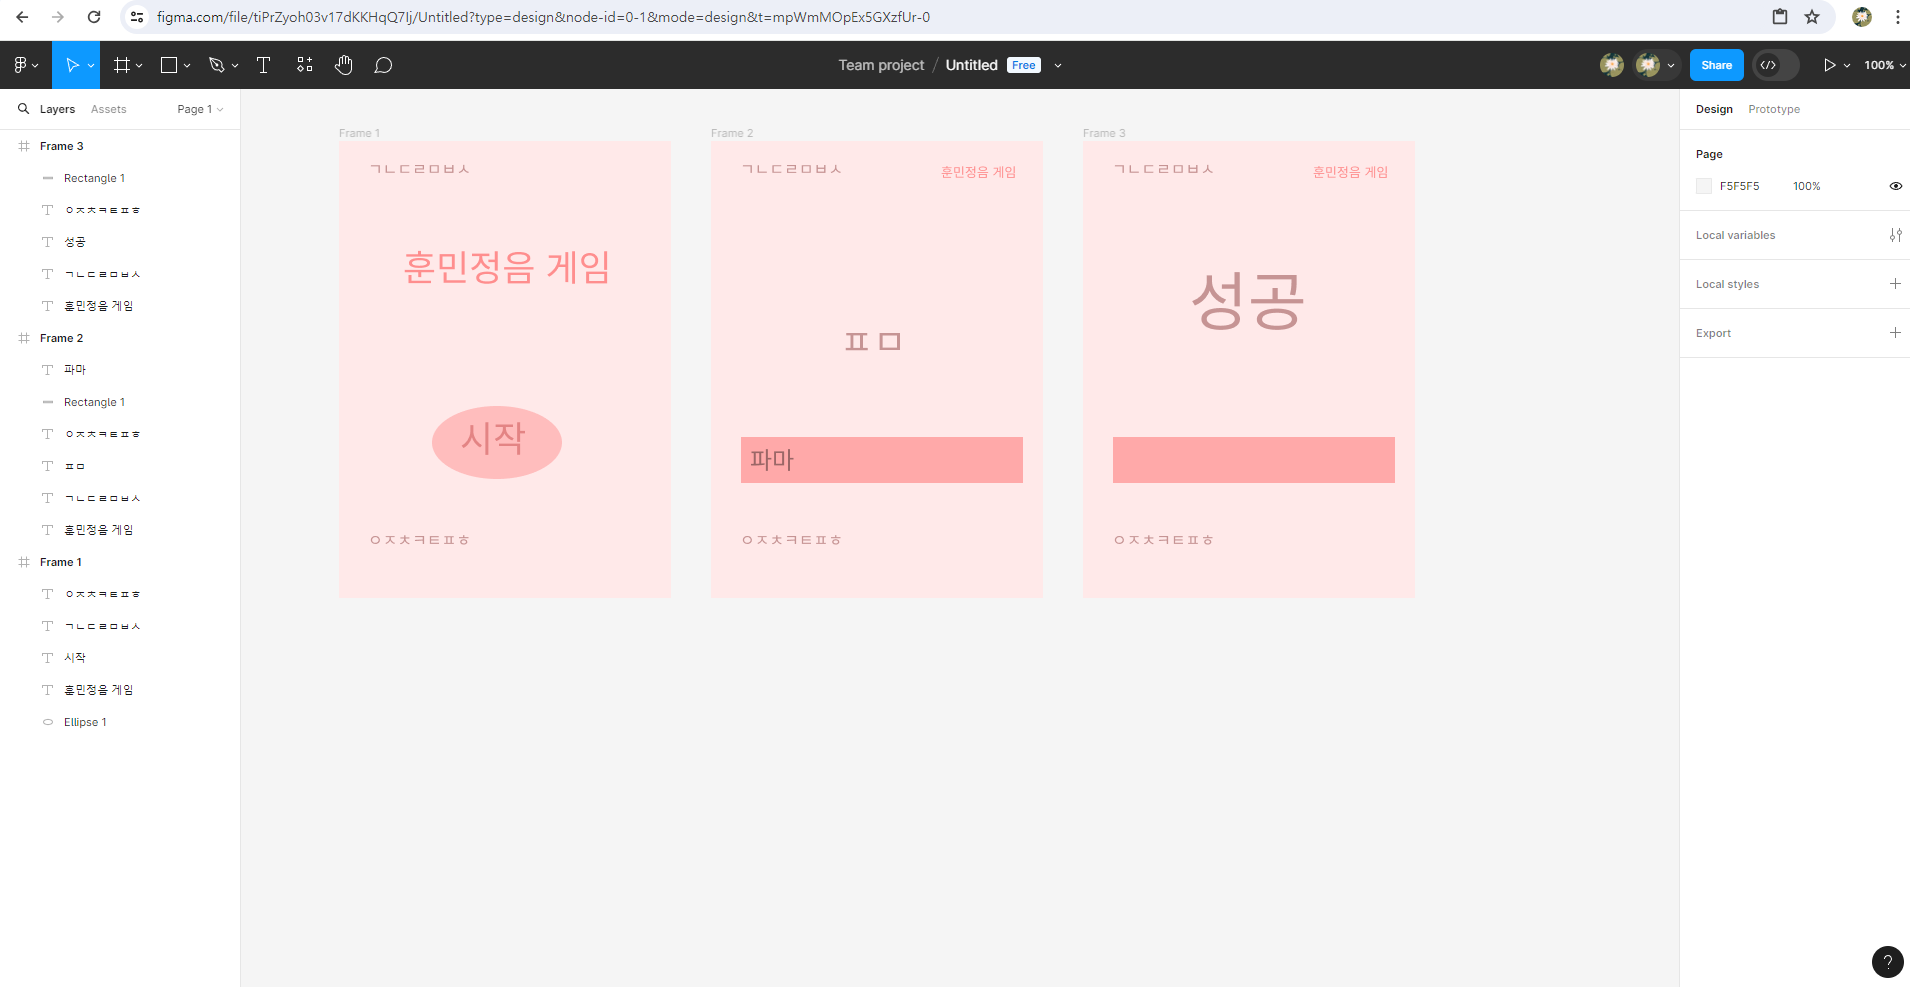 figma.com/file/tiPrZyoh03v17dKKHqQ7Ij/Untitled?type=design&node-id=0-1&mode=design&t=mpWmMOpEx5GXzfUr-0
Team project / Untitled Free
Share
100%
Layers Assets Page 1
Frame 3
Rectangle 1
ㅇㅈㅊㅋㅌㅍㅎ
성공
ㄱㄴㄷㄹㅁㅂㅅ
훈민정음 게임
Frame 2
파마
Rectangle 1
ㅇㅈㅊㅋㅌㅍㅎ
ㅍㅁ
ㄱㄴㄷㄹㅁㅂㅅ
훈민정음 게임
Frame 1
ㅇㅈㅊㅋㅌㅍㅎ
ㄱㄴㄷㄹㅁㅂㅅ
시작
훈민정음 게임
Ellipse 1
Frame 1
ㄱㄴㄷㄹㅁㅂㅅ
훈민정음 게임
시작
ㅇㅈㅊㅋㅌㅍㅎ
Frame 2
ㄱㄴㄷㄹㅁㅂㅅ
훈민정음 게임
ㅍㅁ
파마
ㅇㅈㅊㅋㅌㅍㅎ
Frame 3
ㄱㄴㄷㄹㅁㅂㅅ
훈민정음 게임
성공
ㅇㅈㅊㅋㅌㅍㅎ
Design Prototype
Page
F5F5F5 100%
Local variables
Local styles
Export
?